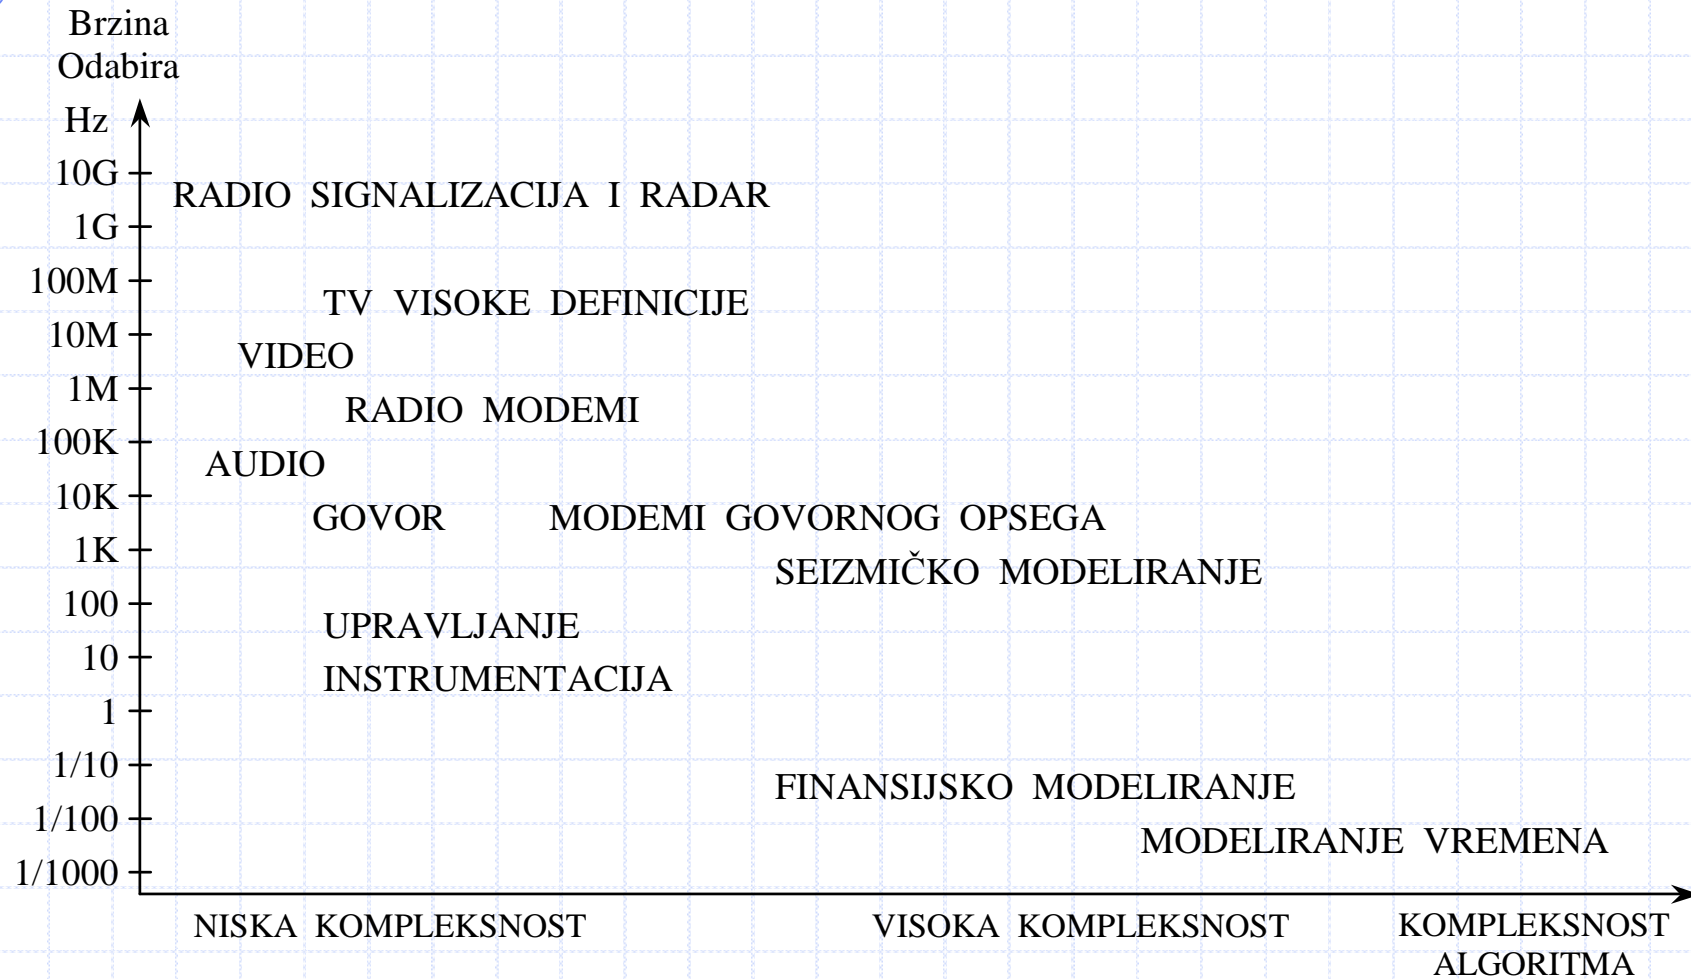 Brzina
Odabira
Hz
10G
RADIO SIGNALIZACIJA I RADAR
1G
100M
TV VISOKE DEFINICIJE
10M
VIDEO
1M
RADIO MODEMI
100K
AUDIO
10K
GOVOR MODEMI GOVORNOG OPSEGA
1K
SEIZMIČKO MODELIRANJE
100
UPRAVLJANJE
10
INSTRUMENTACIJA
1
1/10
FINANSIJSKO MODELIRANJE
1/100
MODELIRANJE VREMENA
1/1000
NISKA KOMPLEKSNOST VISOKA KOMPLEKSNOST KOMPLEKSNOST
ALGORITMA